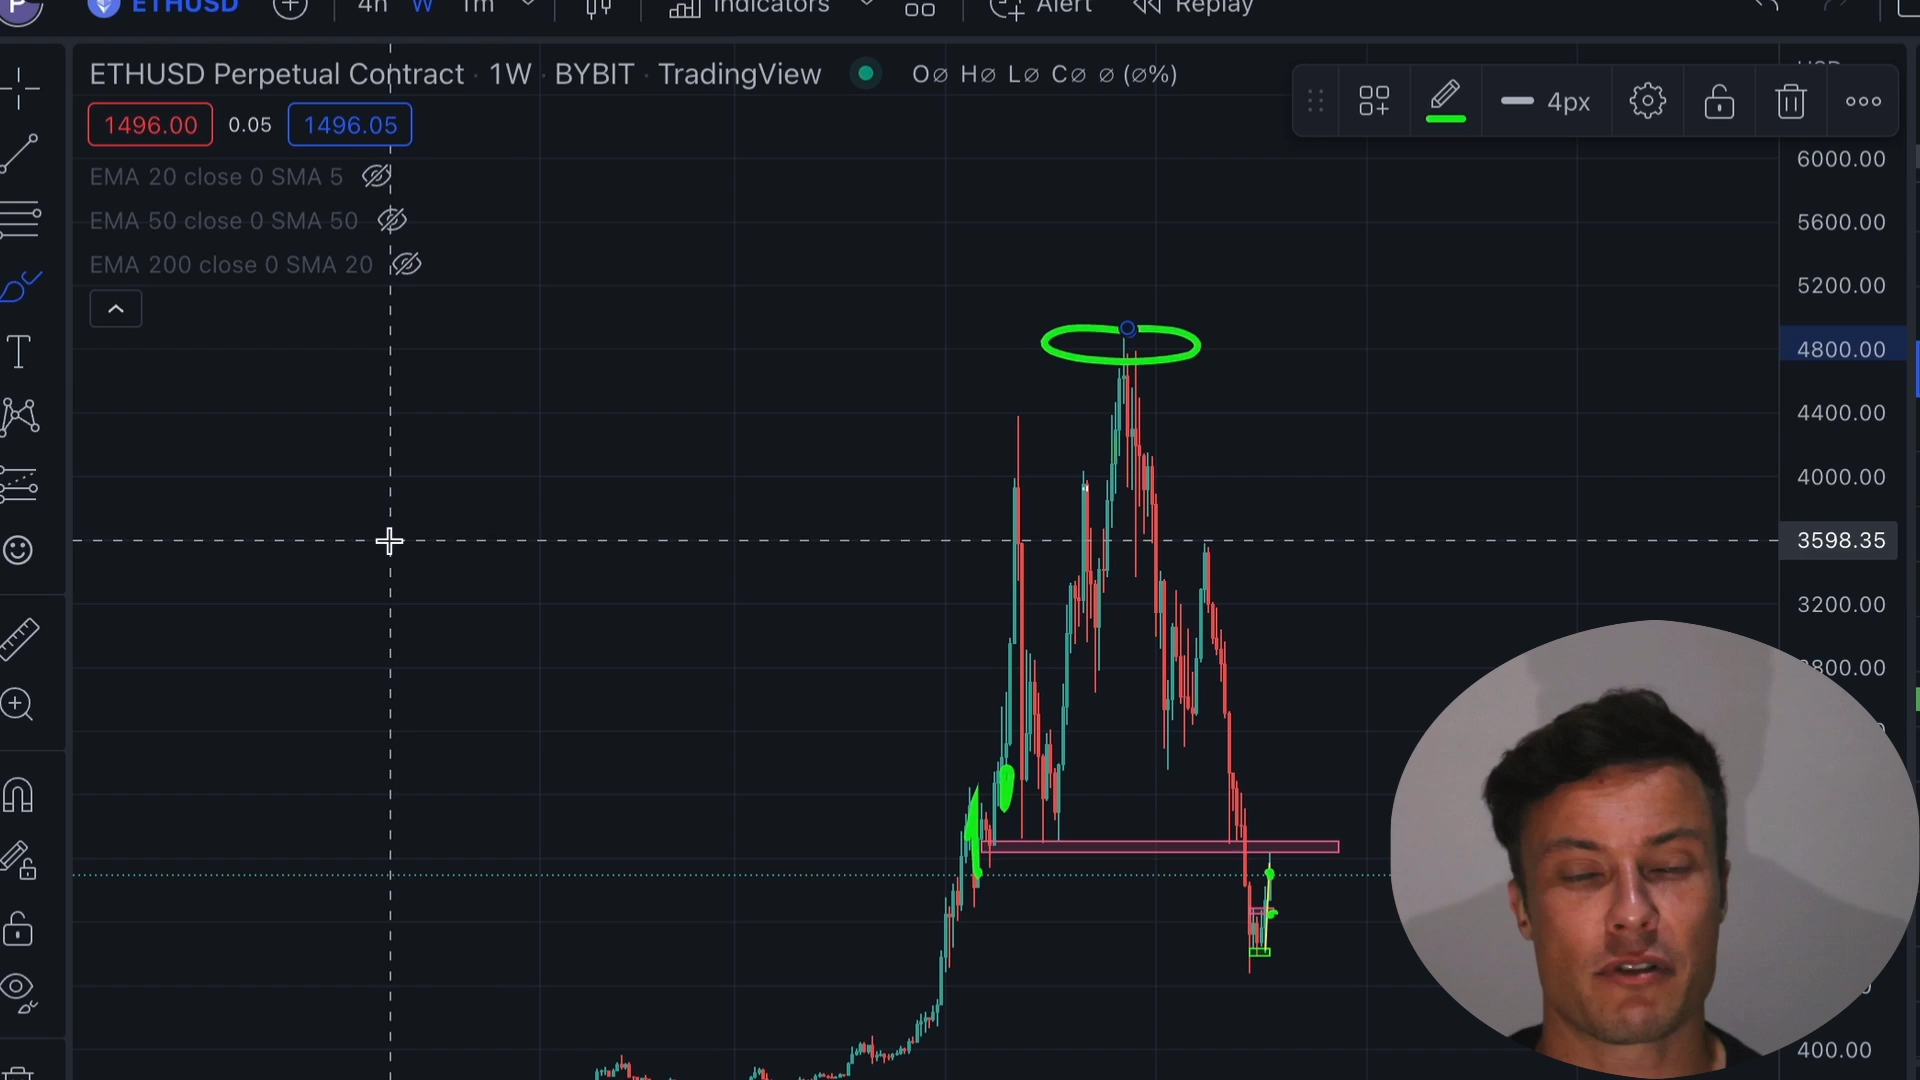 P ETHUSD 4h W 1m Indicators Alert Replay
ETHUSD Perpetual Contract · 1W · BYBIT · TradingView O∅ H∅ L∅ C∅ ∅ (∅%)
4px
1496.00 0.05 1496.05
EMA 20 close 0 SMA 5
EMA 50 close 0 SMA 50
EMA 200 close 0 SMA 20
6000.00
5600.00
5200.00
4800.00
4400.00
4000.00
3598.35
3200.00
800.00
400.00